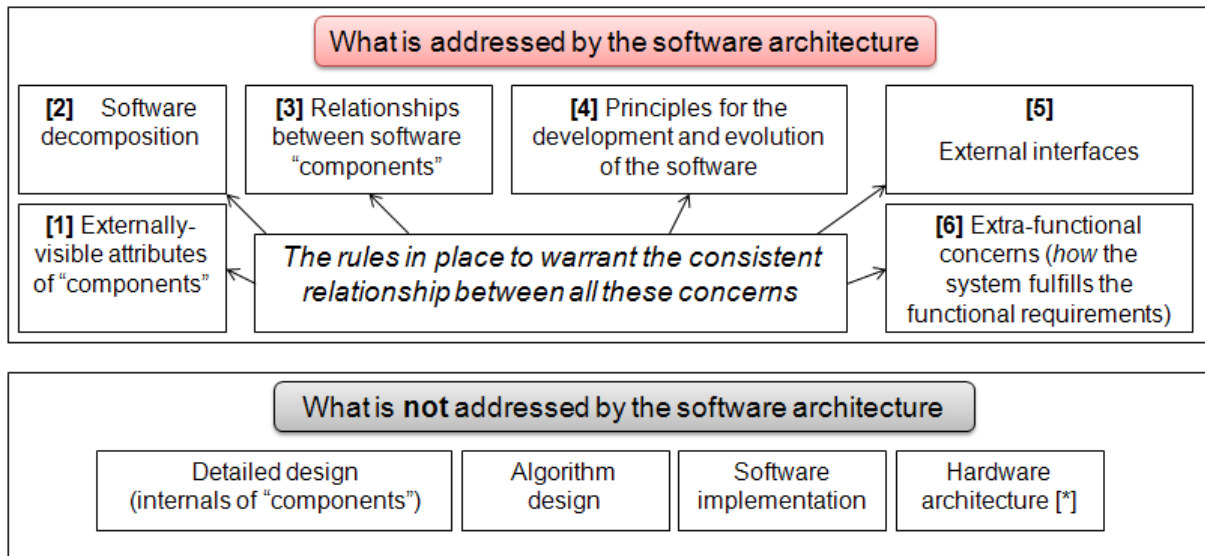 What is addressed by the software architecture
[2] Software
decomposition
[3] Relationships
between software
“components”
[4] Principles for the
development and evolution
of the software
[5]
External interfaces
[1] Externally-
visible attributes
of “components”
The rules in place to warrant the consistent
relationship between all these concerns
[6] Extra-functional
concerns (how the
system fulfills the
functional requirements)
What is not addressed by the software architecture
Detailed design
(internals of “components”)
Algorithm
design
Software
implementation
Hardware
architecture [*]